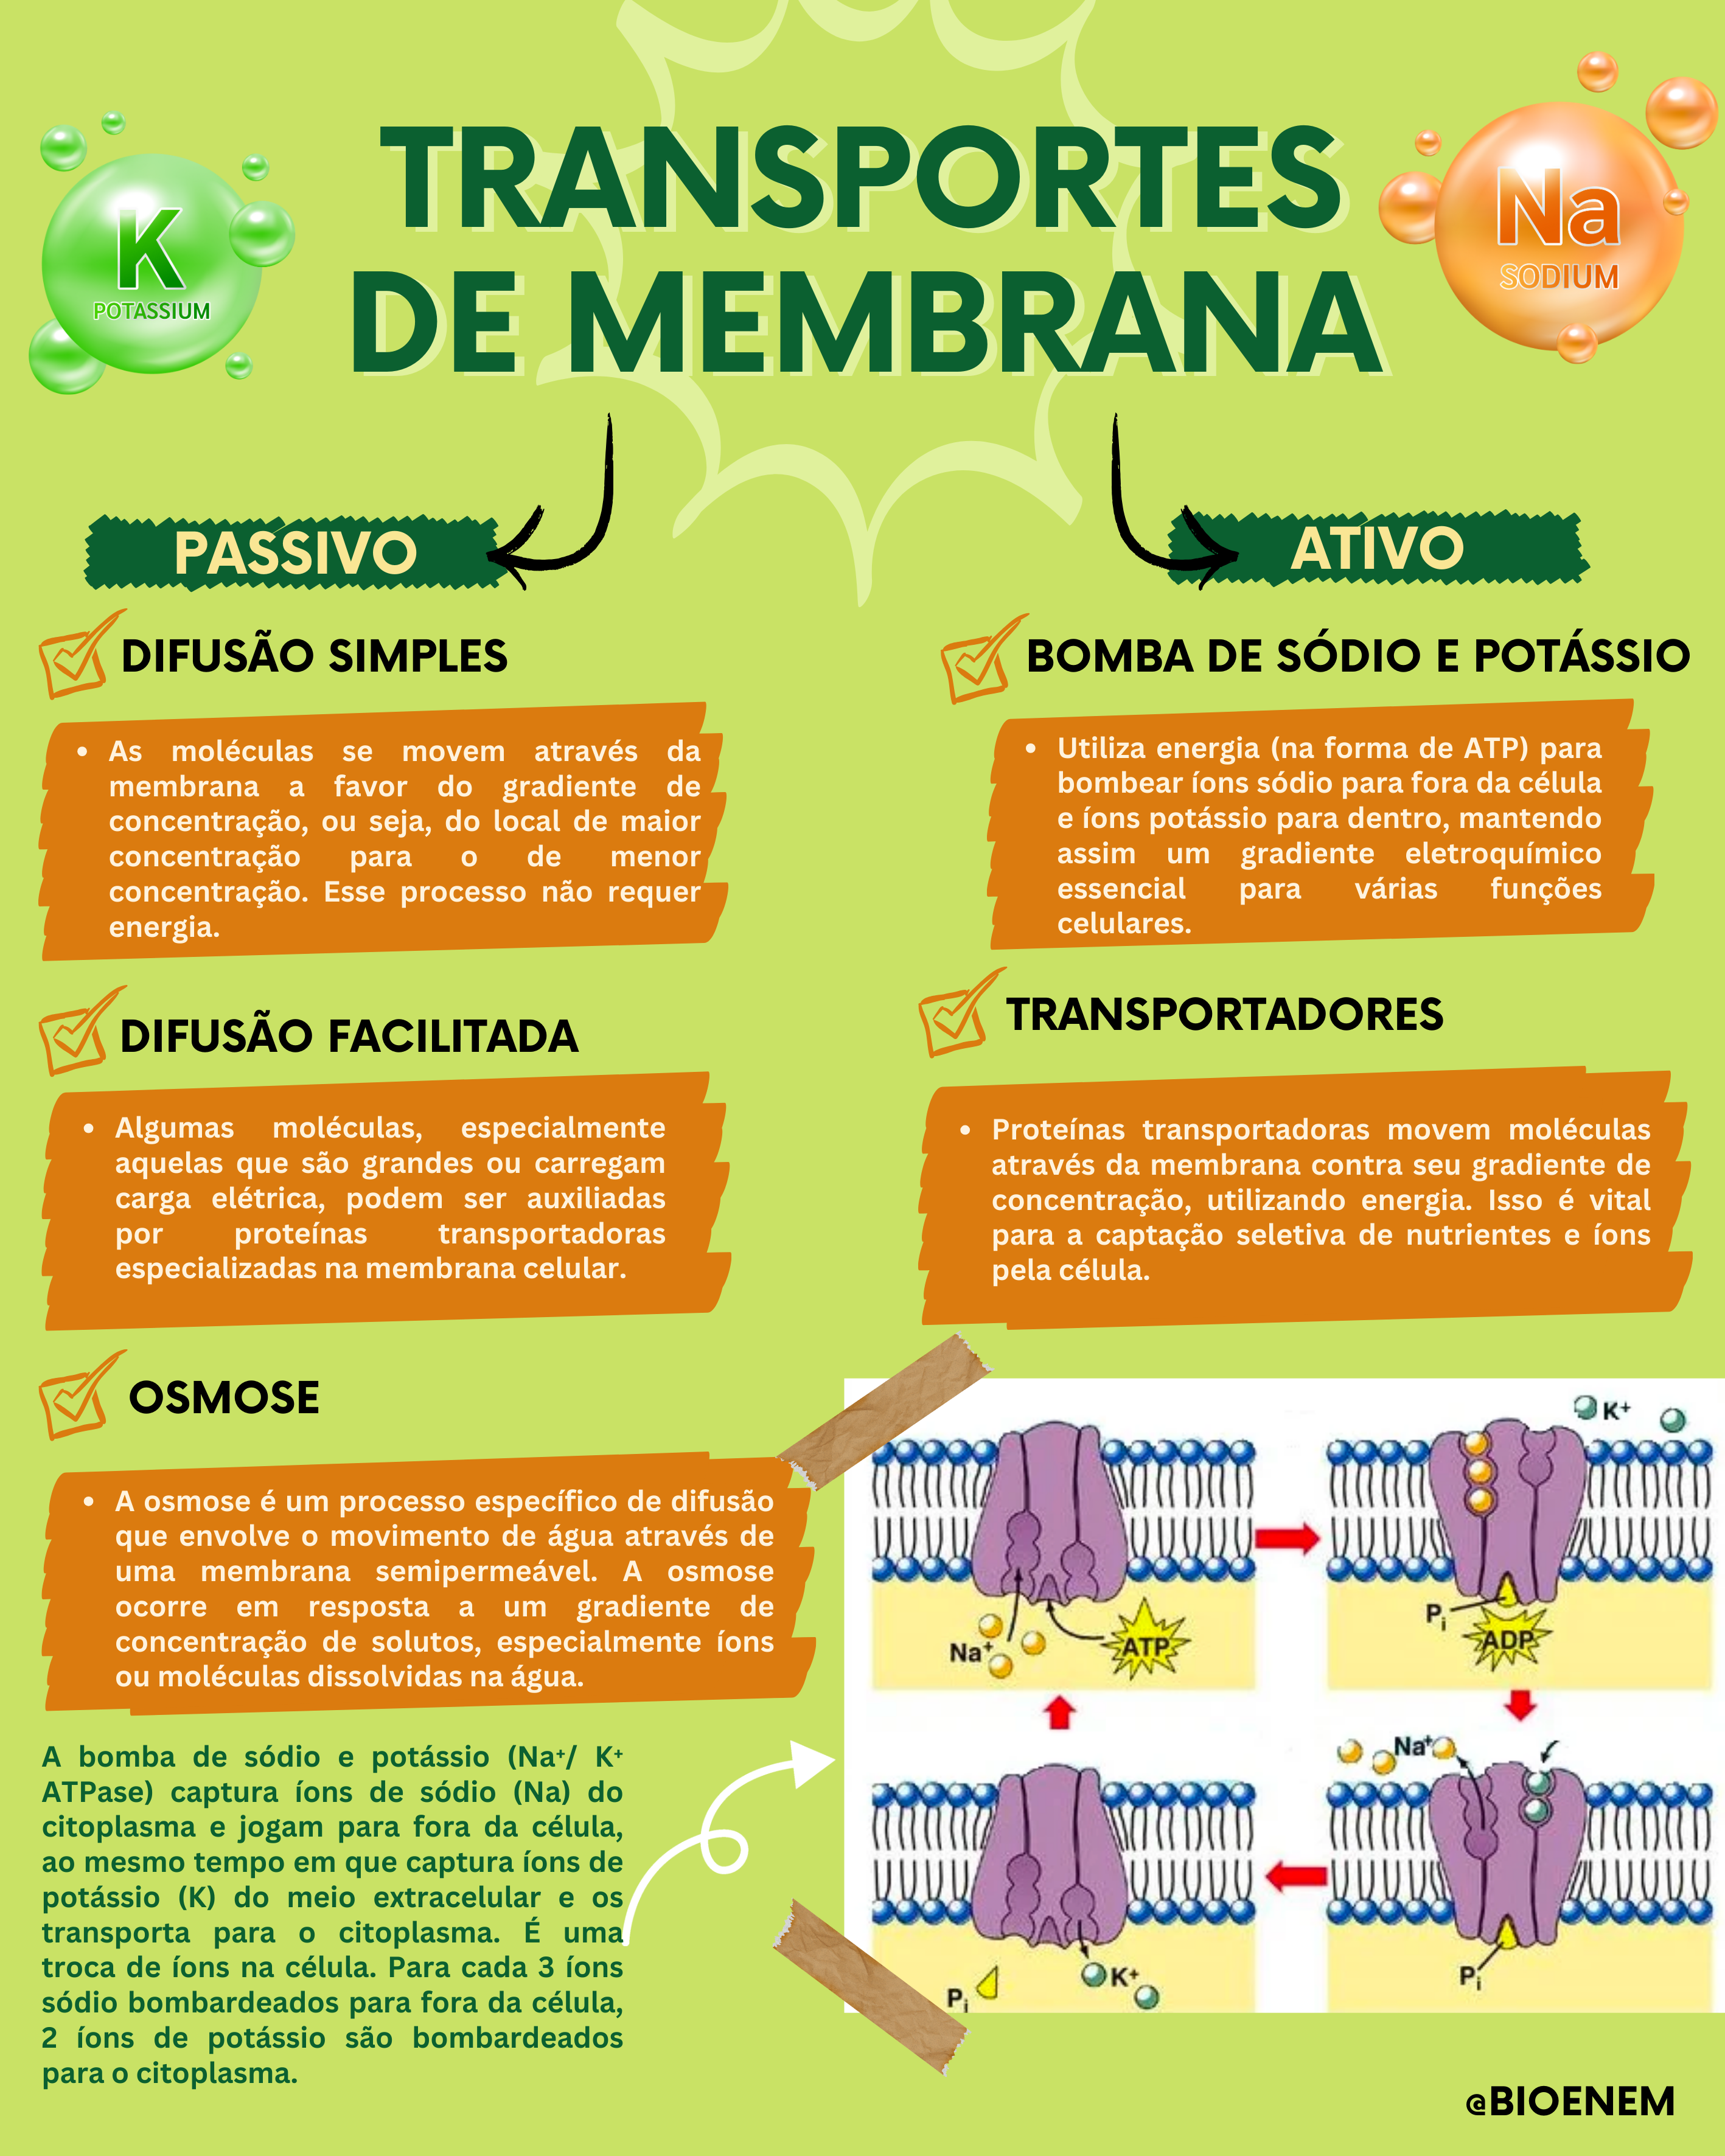 K
POTASSIUM
TRANSPORTES
DE MEMBRANA
Na
SODIUM
PASSIVO
DIFUSÃO SIMPLES
• As moléculas se movem através da
membrana a favor do gradiente de
concentração, ou seja, do local de maior
concentração para o de menor
concentração. Esse processo não requer
energia.
DIFUSÃO FACILITADA
• Algumas moléculas, especialmente
aquelas que são grandes ou carregam
carga elétrica, podem ser auxiliadas
por proteínas transportadoras
especializadas na membrana celular.
OSMOSE
• A osmose é um processo específico de difusão
que envolve o movimento de água através de
uma membrana semipermeável. A osmose
ocorre em resposta a um gradiente de
concentração de solutos, especialmente íons
ou moléculas dissolvidas na água.
ATIVO
BOMBA DE SÓDIO E POTÁSSIO
• Utiliza energia (na forma de ATP) para
bombear íons sódio para fora da célula
e íons potássio para dentro, mantendo
assim um gradiente eletroquímico
essencial para várias funções
celulares.
TRANSPORTADORES
• Proteínas transportadoras movem moléculas
através da membrana contra seu gradiente de
concentração, utilizando energia. Isso é vital
para a captação seletiva de nutrientes e íons
pela célula.
A bomba de sódio e potássio (Na⁺/ K⁺
ATPase) captura íons de sódio (Na) do
citoplasma e jogam para fora da célula,
ao mesmo tempo em que captura íons de
potássio (K) do meio extracelular e os
transporta para o citoplasma. É uma
troca de íons na célula. Para cada 3 íons
sódio bombardeados para fora da célula,
2 íons de potássio são bombardeados
para o citoplasma.
Na⁺
ATP
K⁺
Pᵢ
ADP
Na⁺
Pᵢ
K⁺
Pᵢ
@BIOENEM